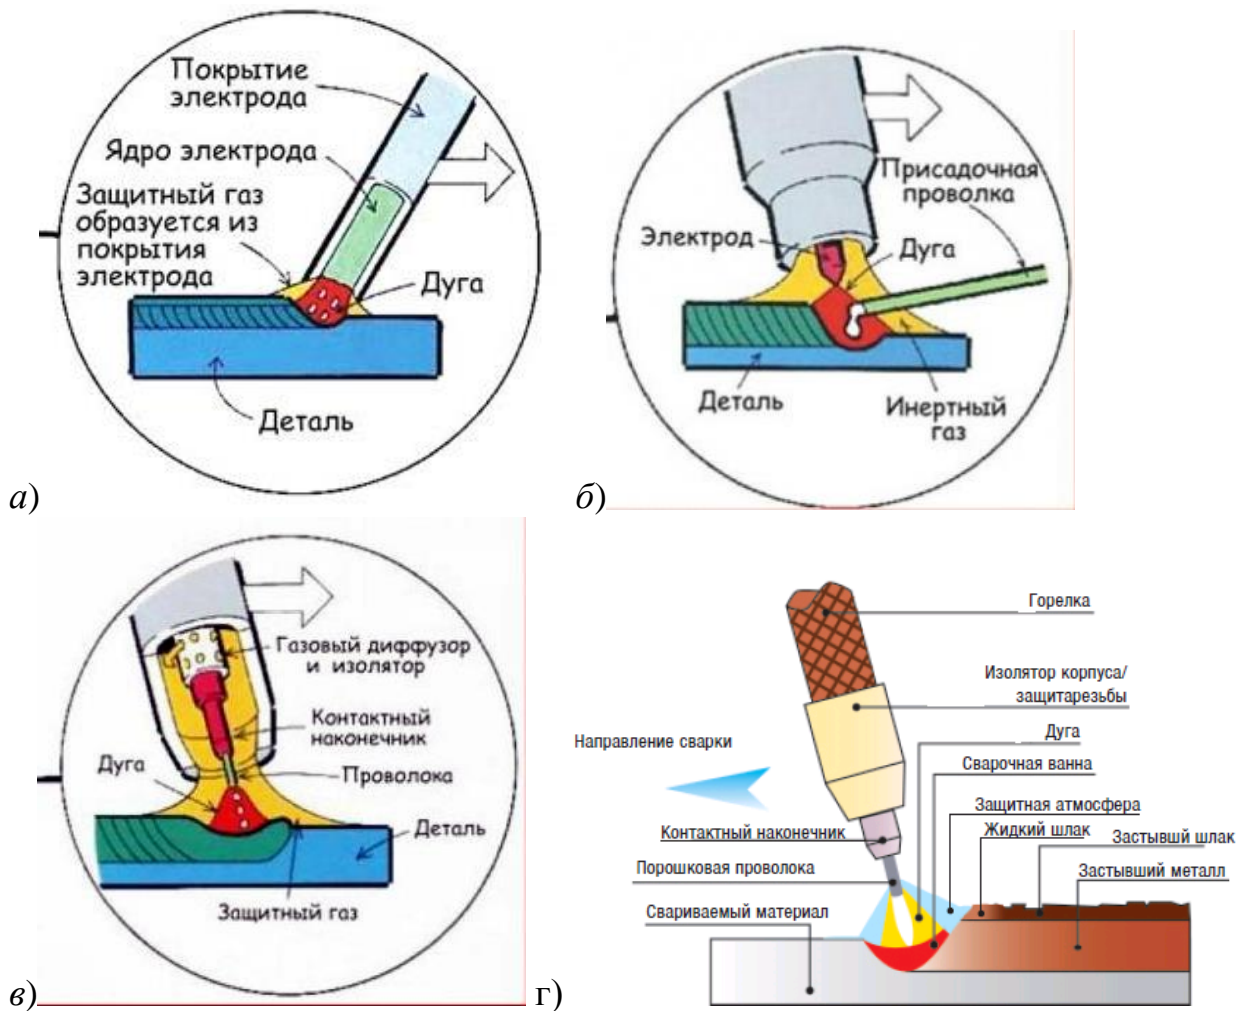 Покрытие
электрода
Ядро электрода
Защитный газ
образуется из
покрытия
электрода
Дуга
Деталь
а)
Присадочная
проволка
Электрод
Дуга
Деталь
Инертный
газ
б)
Газовый диффузор
и изолятор
Контактный
наконечник
Дуга
Проволока
Деталь
Защитный газ
в)
Горелка
Изолятор корпуса/
защитарезьбы
Направление сварки
Дуга
Сварочная ванна
Защитная атмосфера
Контактный наконечник
Жидкий шлак
Застывший шлак
Порошковая проволока
Застывший металл
Свариваемый материал
г)